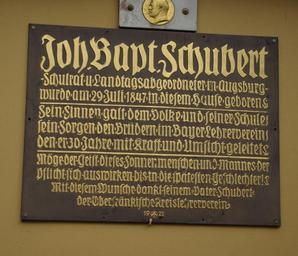 Joh. Bapt. Schubert
Schulrat u. Landtagsabgeordneter in Augsburg
wurde am 29. Juli 1847 in diesem Hause geboren
Sein Sinnen galt dem Volke und seiner Schule
sein Sorgen den Brüdern im Bayer. Lehrerverein
den er 30 Jahre mit Kraft und Umsicht geleitet
Möge der Geist dieses Sonnenmenschen u. Mannes der
Pflicht sich auswirken bis in die spätesten Geschlechter!
Mit diesem Wunsche dankt seinem Vater Schubert
der Oberfränkische Kreislehrerverein